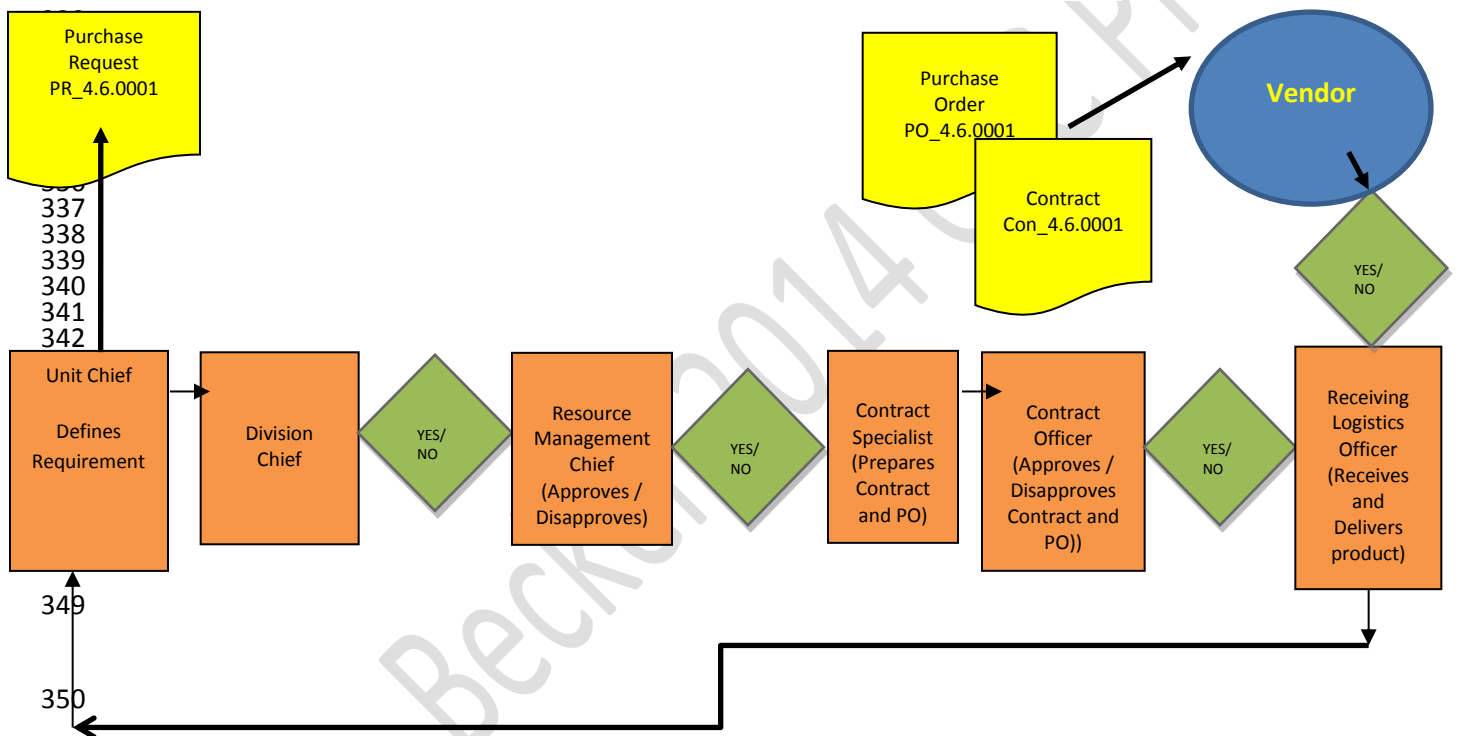 Purchase
Request
PR_4.6.0001
Purchase
Order
PO_4.6.0001
Contract
Con_4.6.0001
Vendor
YES/
NO
337
338
339
340
341
342
Unit Chief
Defines
Requirement
Division
Chief
YES/
NO
Resource
Management
Chief
(Approves /
Disapproves)
YES/
NO
Contract
Specialist
(Prepares
Contract
and PO)
Contract
Officer
(Approves /
Disapproves
Contract and
PO))
YES/
NO
Receiving
Logistics
Officer
(Receives
and
Delivers
product)
349
350
2014